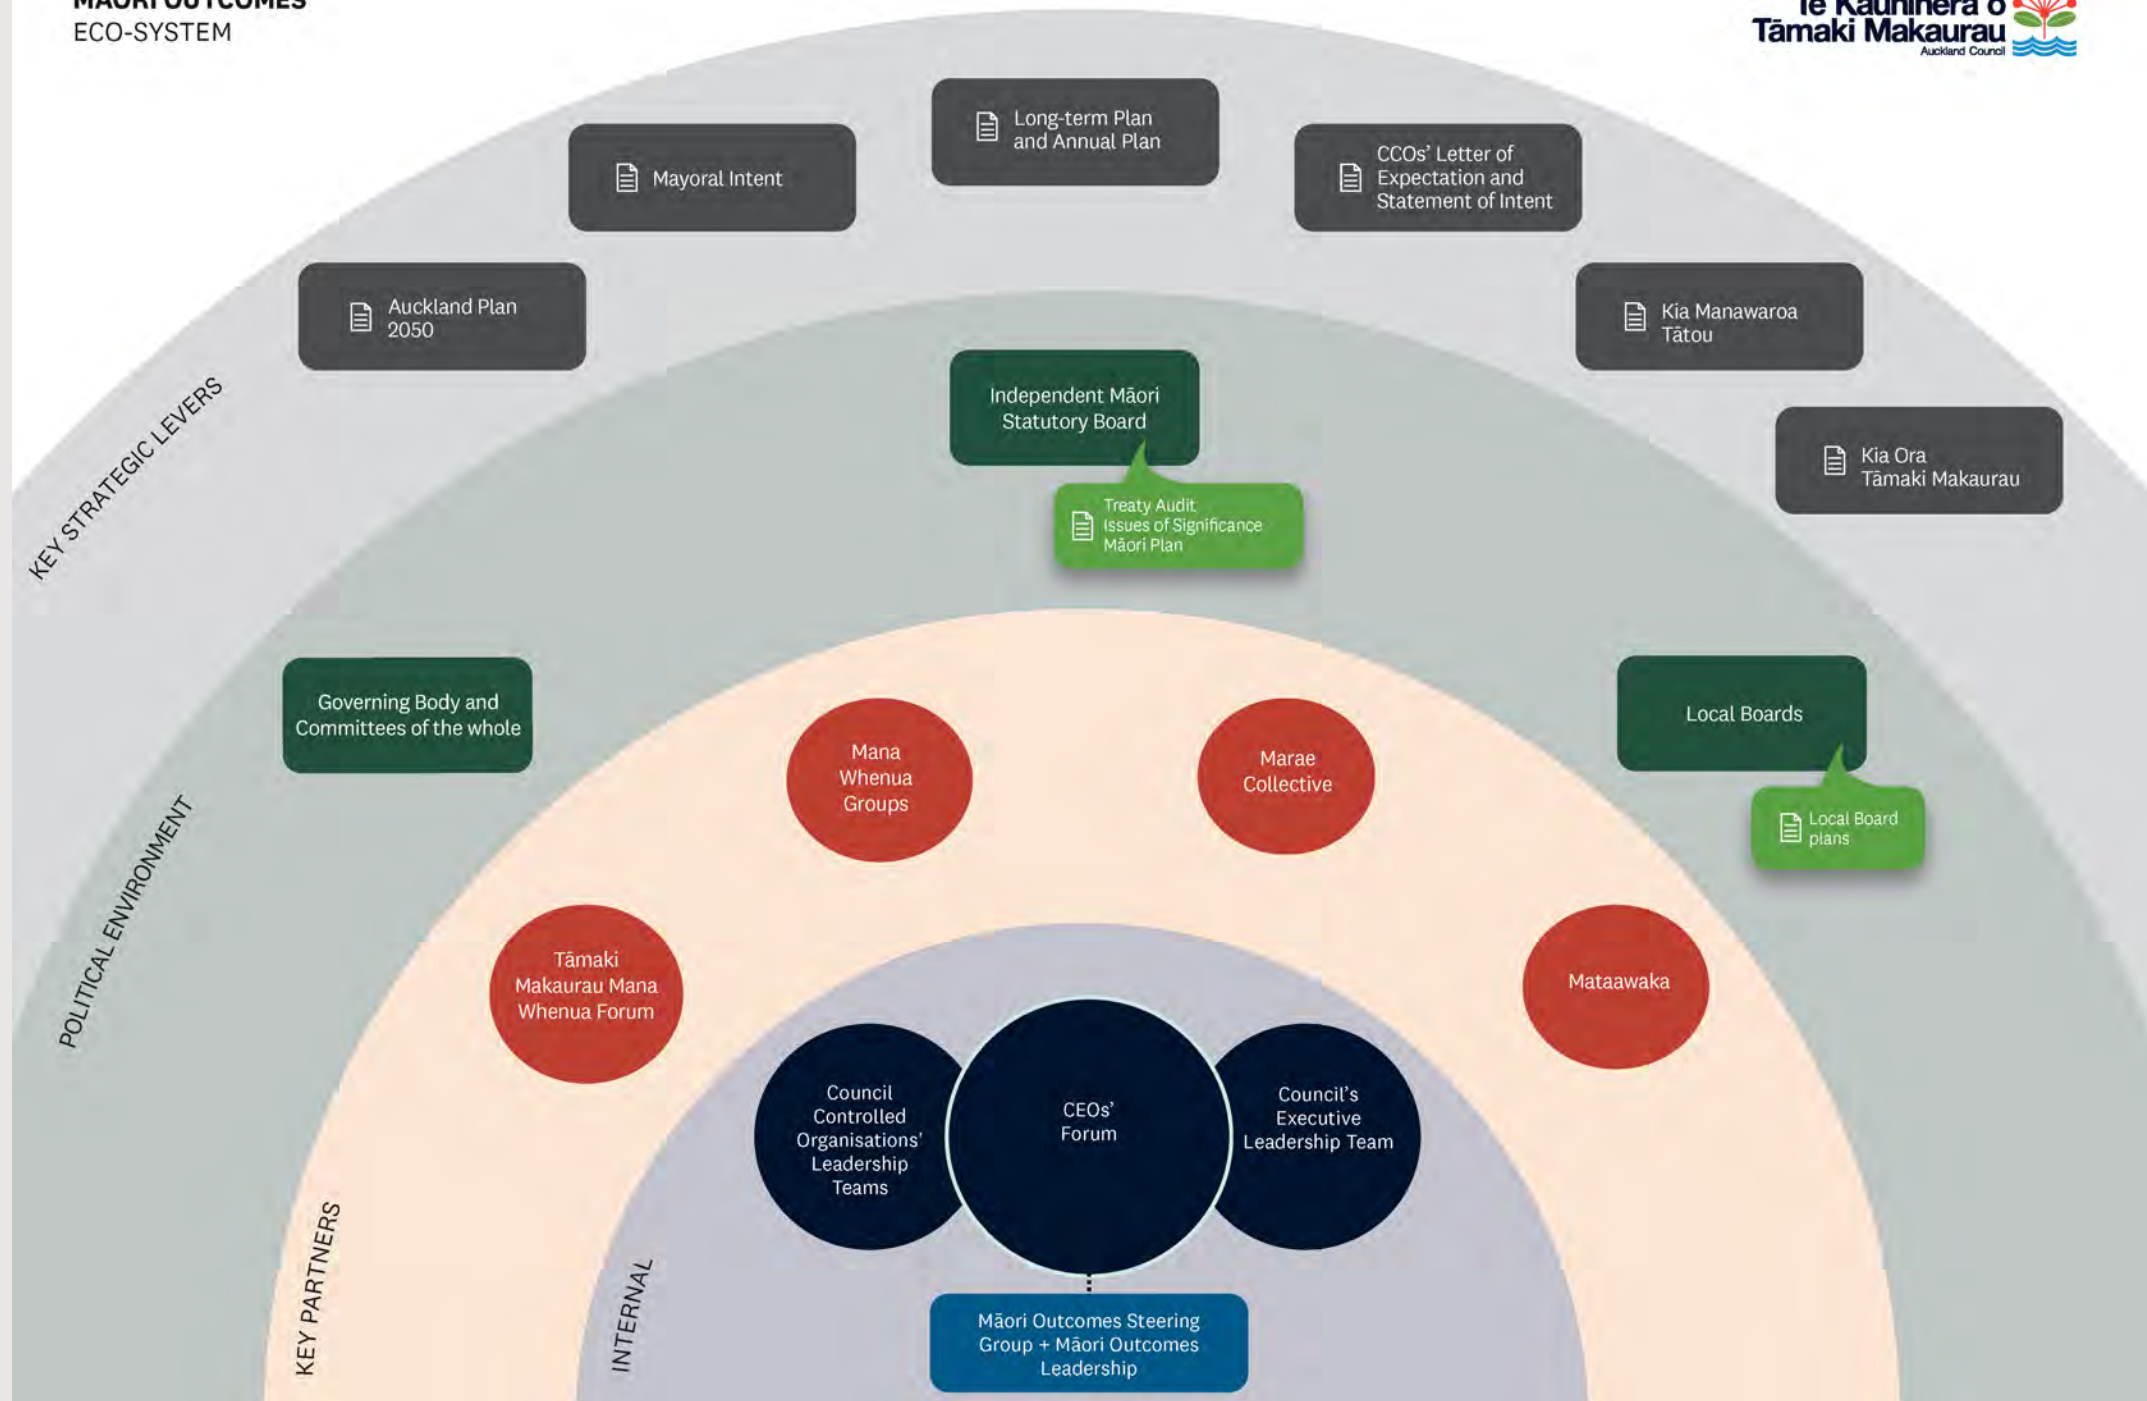 MĀORI OUTCOMES
ECO-SYSTEM
Te Kaunihera o
Tāmaki Makaurau
Auckland Council
Long-term Plan
and Annual Plan
Mayoral Intent
CCOs' Letter of
Expectation and
Statement of Intent
Auckland Plan
2050
Kia Manawaroa
Tātou
Kia Ora
Tāmaki Makaurau
KEY STRATEGIC LEVERS
Independent Māori
Statutory Board
Treaty Audit
Issues of Significance
Māori Plan
Governing Body and
Committees of the whole
Local Boards
Local Board
plans
POLITICAL ENVIRONMENT
Mana
Whenua
Groups
Marae
Collective
Tāmaki
Makaurau Mana
Whenua Forum
Mataawaka
KEY PARTNERS
Council
Controlled
Organisations'
Leadership
Teams
CEOs'
Forum
Council's
Executive
Leadership Team
INTERNAL
Māori Outcomes Steering
Group + Māori Outcomes
Leadership